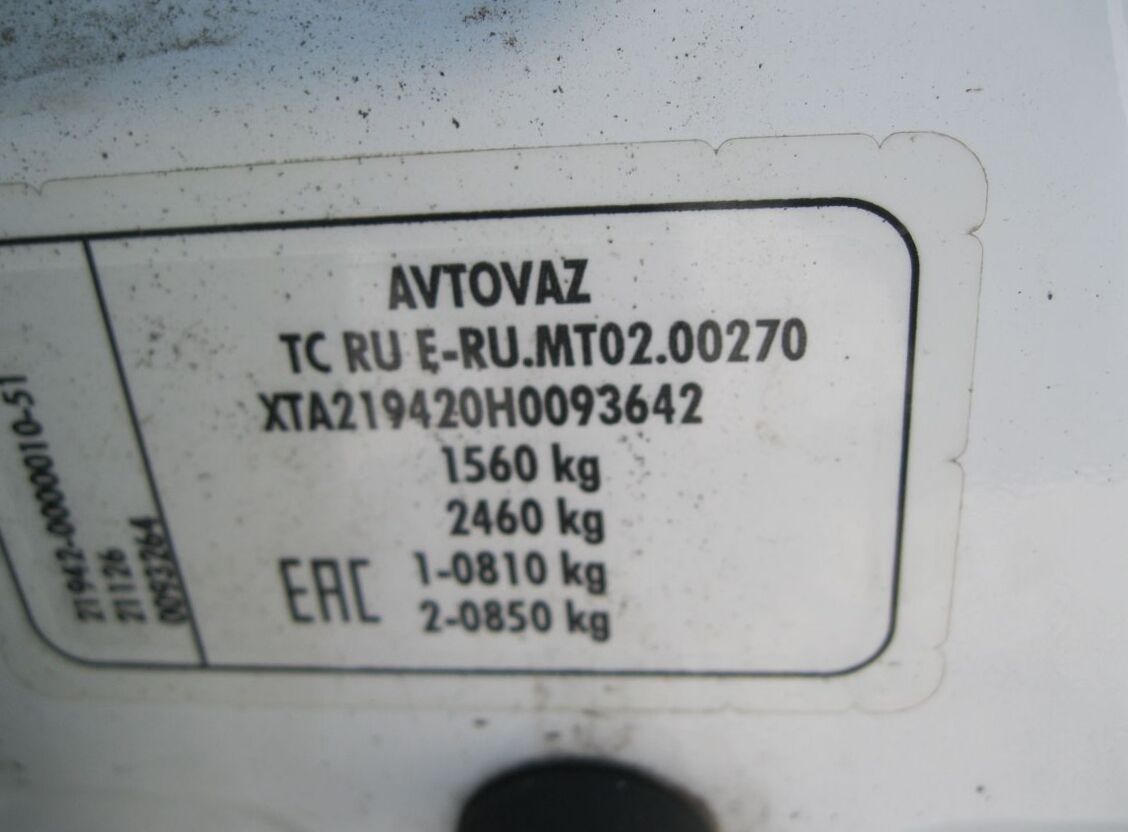 AVTOVAZ
TC RU E-RU.MT02.00270
XTA219420H0093642
1560 kg
2460 kg
1-0810 kg
2-0850 kg
EAC
21942-0000010-51
21126
0093264